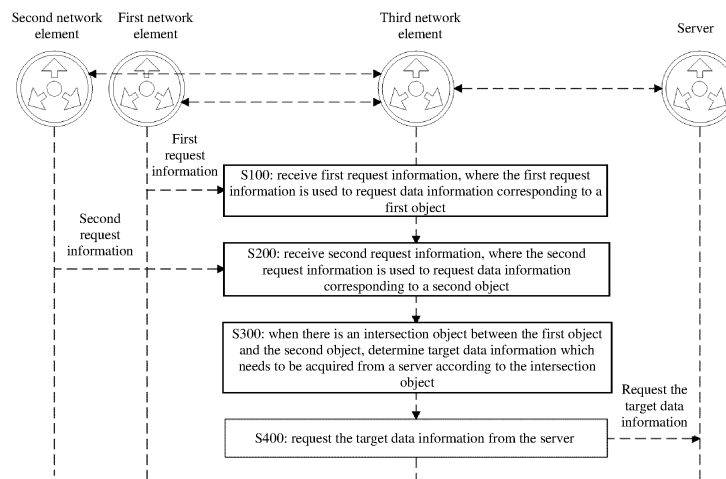 Second network
element
First network
element
Third network
element
Server
First
request
information
S100: receive first request information, where the first request
information is used to request data information corresponding to a
first object
Second
request
information
S200: receive second request information, where the second
request information is used to request data information
corresponding to a second object
S300: when there is an intersection object between the first object
and the second object, determine target data information which
needs to be acquired from a server according to the intersection
object
Request the
target data
information
S400: request the target data information from the server